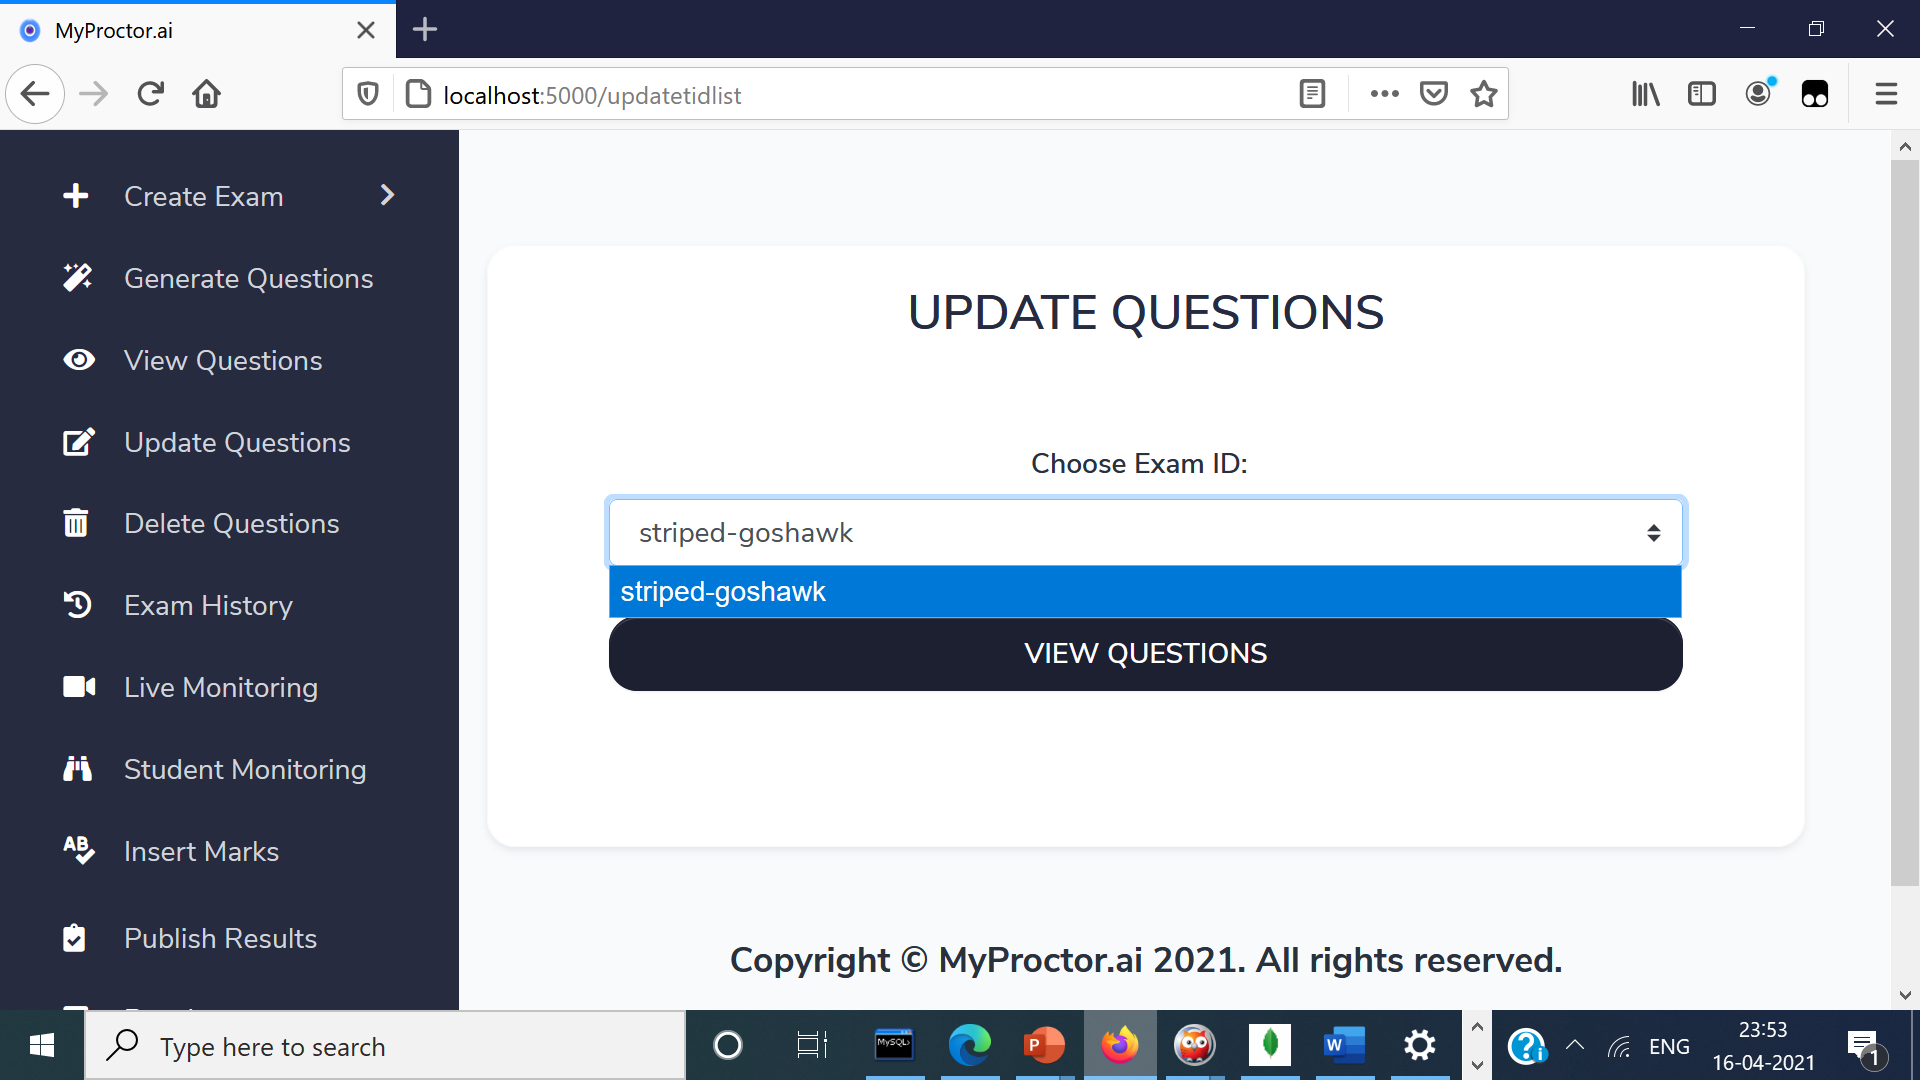 MyProctor.ai
localhost:5000/updatetidlist
Create Exam
Generate Questions
View Questions
Update Questions
Delete Questions
Exam History
Live Monitoring
Student Monitoring
Insert Marks
Publish Results
UPDATE QUESTIONS
Choose Exam ID:
striped-goshawk
striped-goshawk
VIEW QUESTIONS
Copyright © MyProctor.ai 2021. All rights reserved.
Type here to search
MySQL>
P
W
ENG
23:53
16-04-2021
1